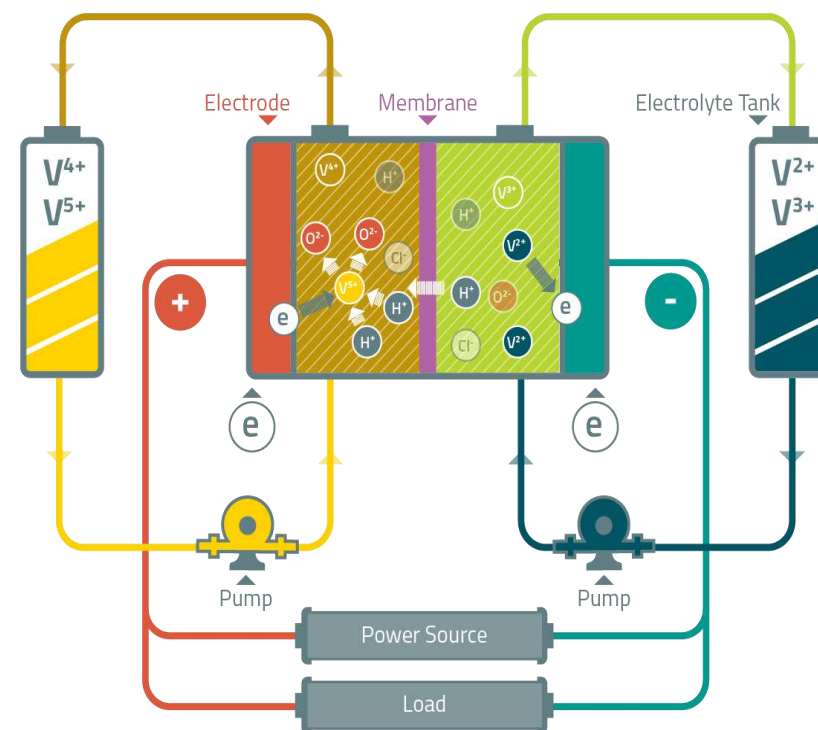 Electrode
Membrane
Electrolyte Tank
V⁴⁺
V⁵⁺
V²⁺
V³⁺
V⁴⁺
H⁺
V³⁺
H⁺
O²⁻
O²⁻
V²⁺
Cl⁻
V⁵⁺
H⁺
O²⁻
H⁺
e
e
H⁺
Cl⁻
V²⁺
+
-
e
e
Pump
Pump
Power Source
Load